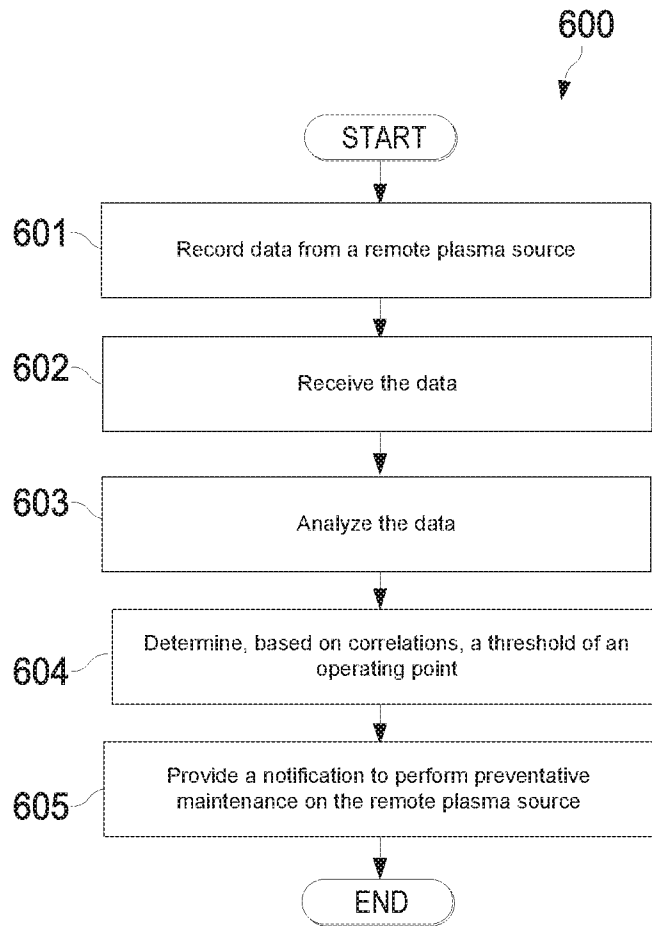 600
START
601
Record data from a remote plasma source
602
Receive the data
603
Analyze the data
604
Determine, based on correlations, a threshold of an
operating point
605
Provide a notification to perform preventative
maintenance on the remote plasma source
END